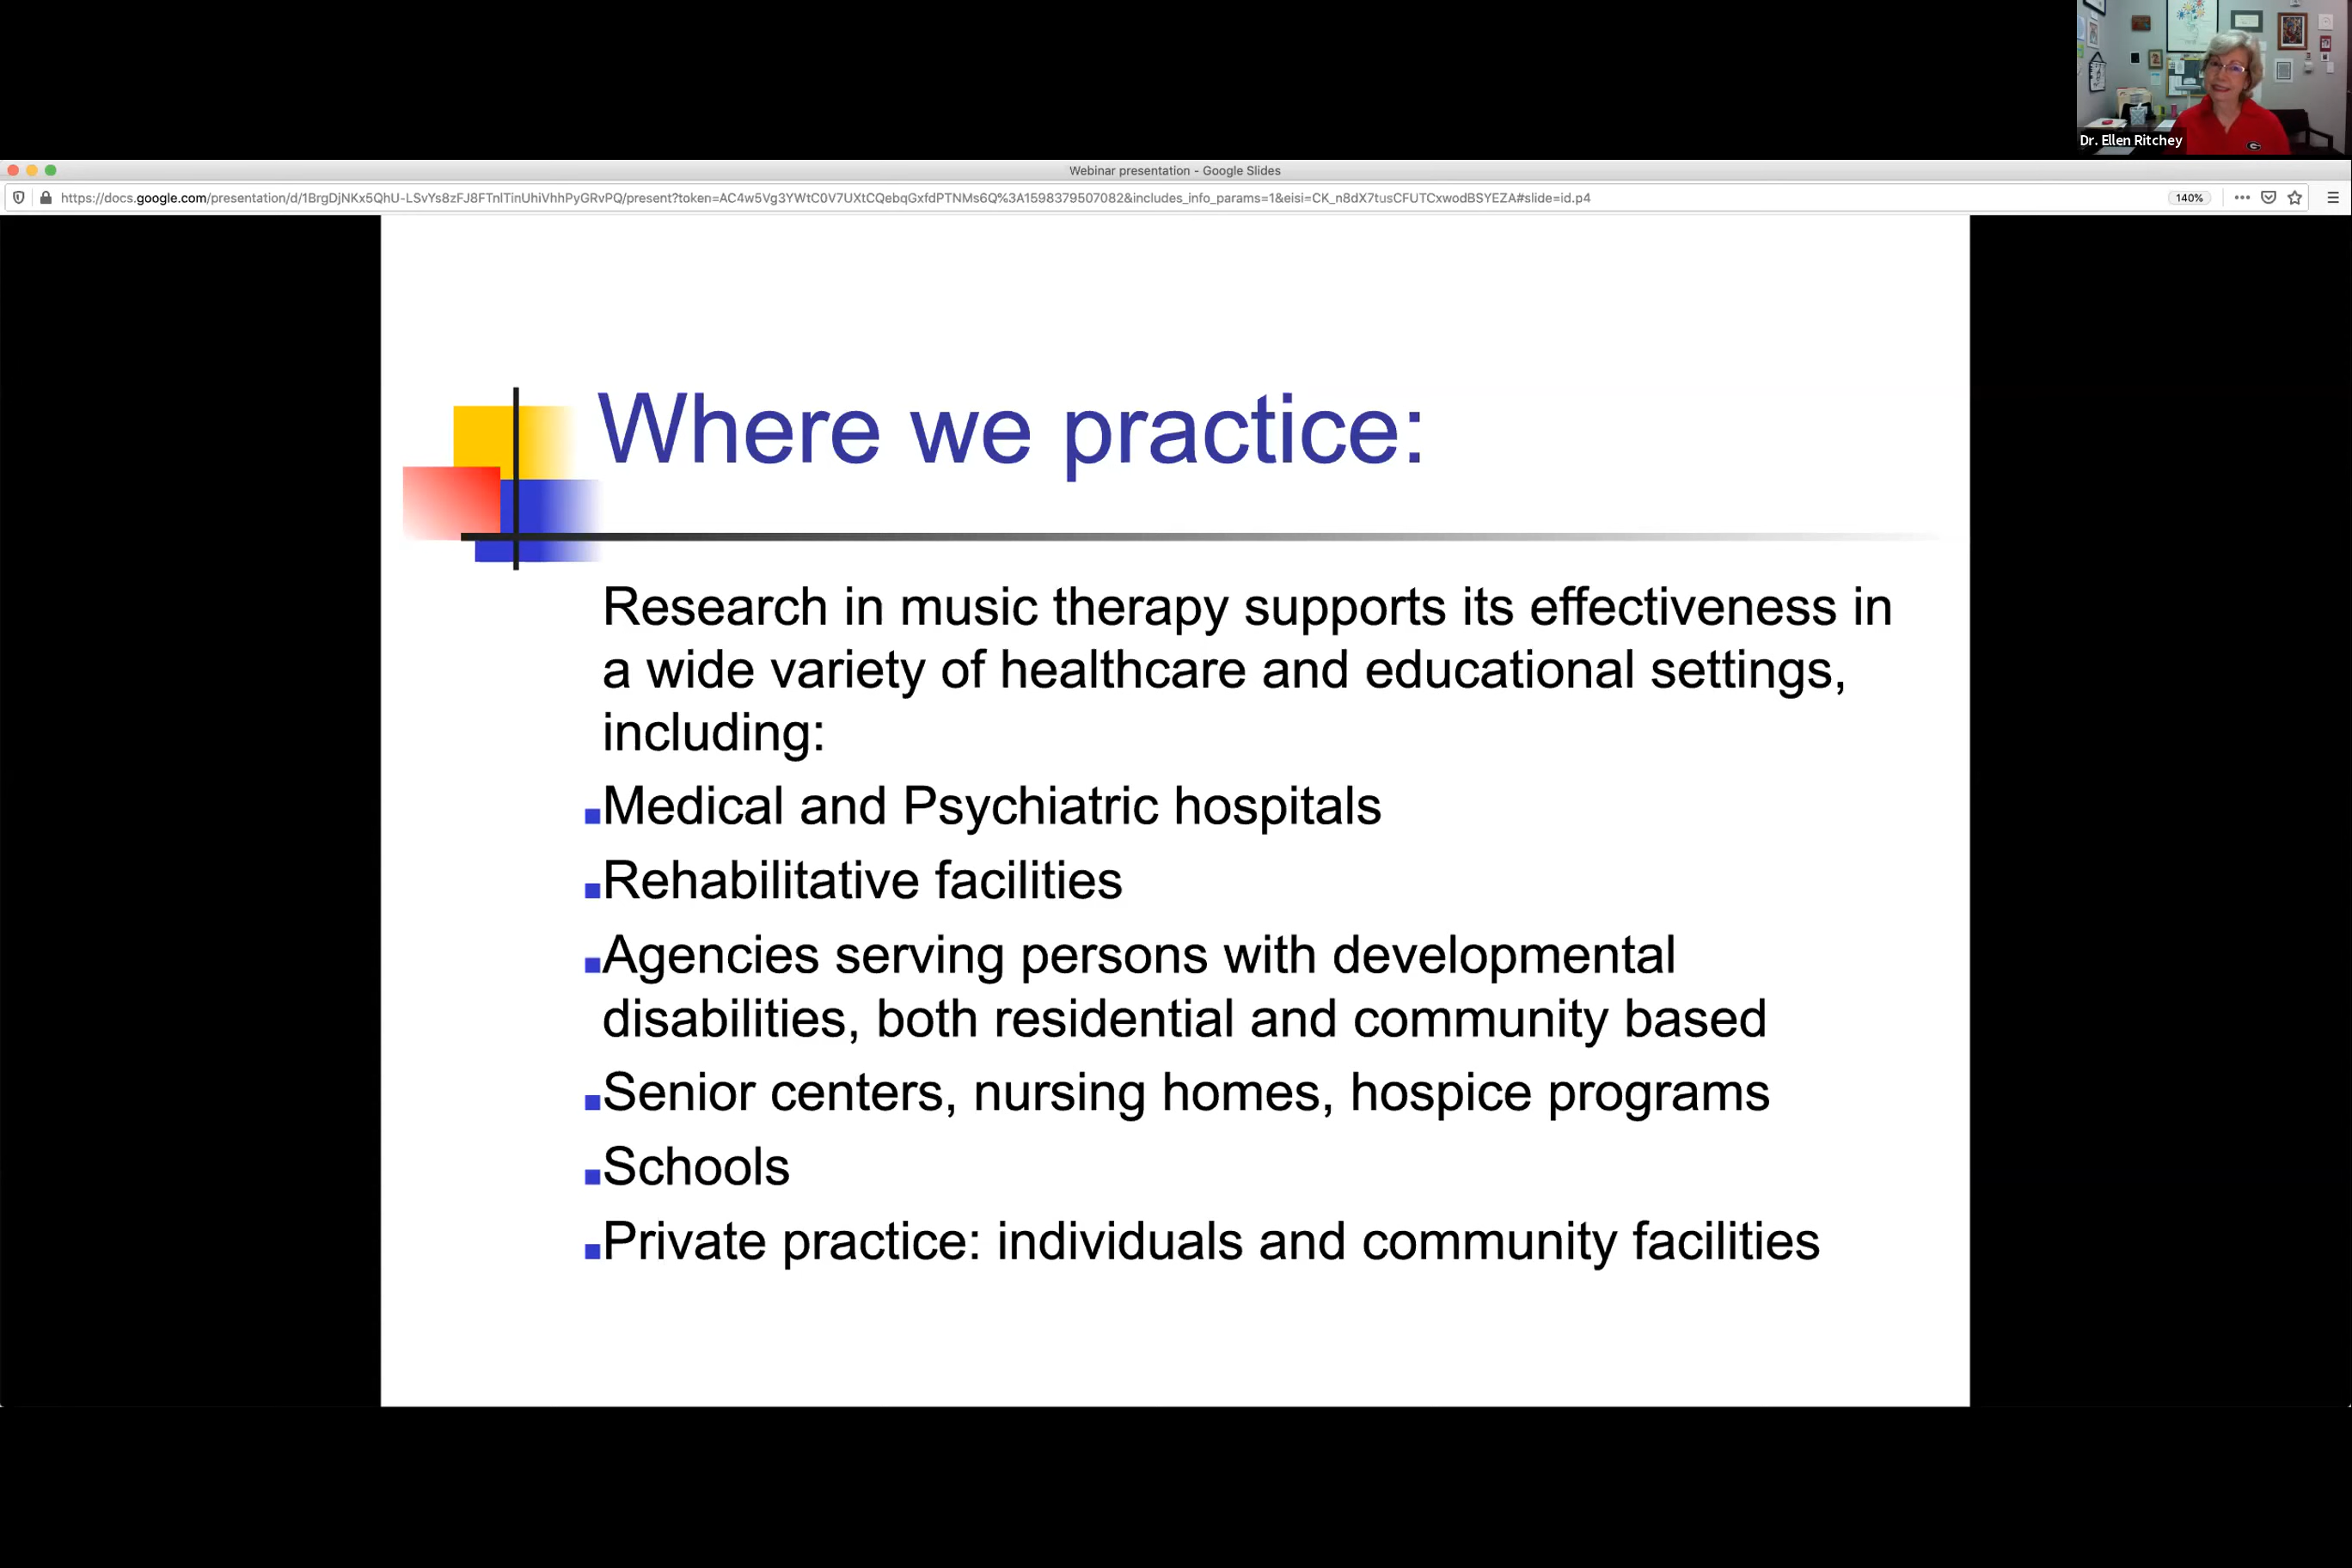 Dr. Ellen Ritchey
Webinar presentation - Google Slides
https://docs.google.com/presentation/d/1BrgDjNKx5QhU-LSvYs8zFJ8FTnlTinUhiVhhPyGRvPQ/present?token=AC4w5Vg3YWtC0V7UXtCQebqGxfdPTNMs6Q%3A1598379507082&includes_info_params=1&eisi=CK_n8dX7tusCFUTCxwodBSYEZA#slide=id.p4
140%
Where we practice:
Research in music therapy supports its effectiveness in
a wide variety of healthcare and educational settings,
including:
Medical and Psychiatric hospitals
Rehabilitative facilities
Agencies serving persons with developmental
disabilities, both residential and community based
Senior centers, nursing homes, hospice programs
Schools
Private practice: individuals and community facilities